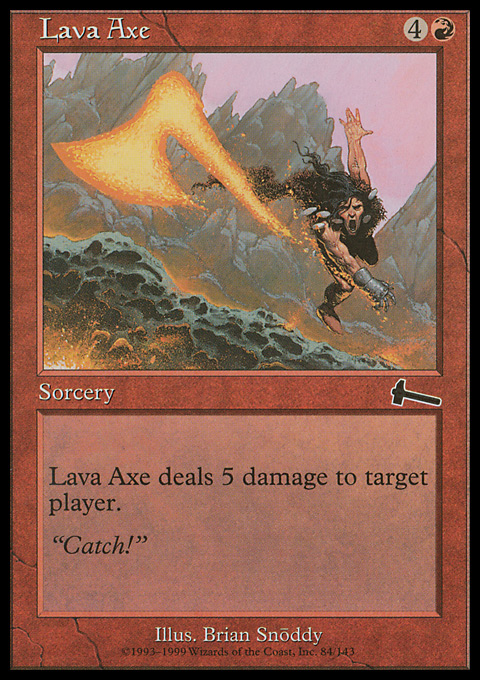 Lava Axe 4
Sorcery
Lava Axe deals 5 damage to target
player.
“Catch!”
Illus. Brian Snōddy
©1993–1999 Wizards of the Coast, Inc. 84/143